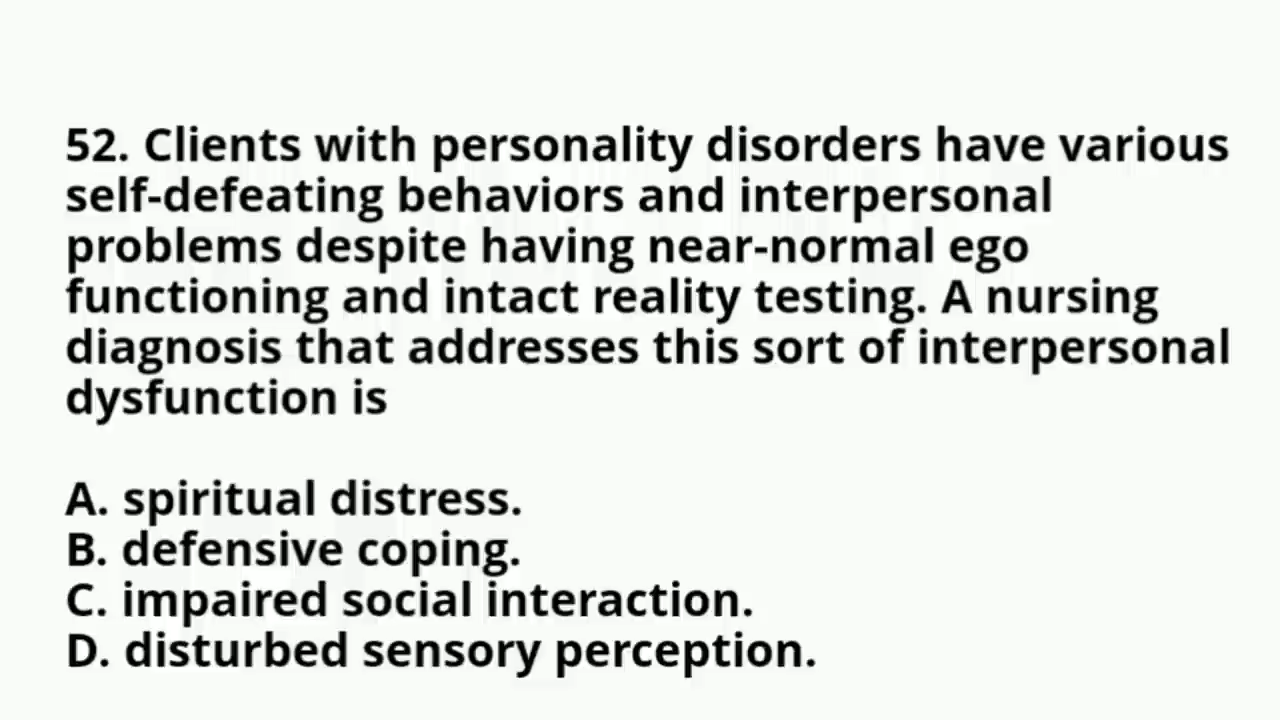 52. Clients with personality disorders have various
self-defeating behaviors and interpersonal
problems despite having near-normal ego
functioning and intact reality testing. A nursing
diagnosis that addresses this sort of interpersonal
dysfunction is
A. spiritual distress.
B. defensive coping.
C. impaired social interaction.
D. disturbed sensory perception.